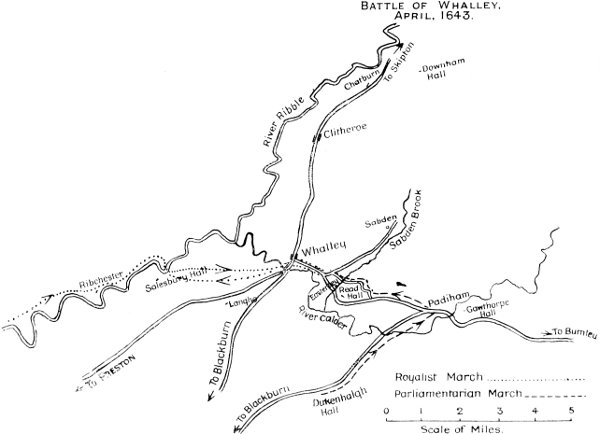 BATTLE OF WHALLEY,
APRIL, 1643.
To Skipton
Downham
Hall
Chatburn
River Ribble
Clitheroe
Sabden
Sabden Brook
Whalley
Ribchester
Salesbury Hall
Langho
Read
Hall
Padiham
Gawthorpe
Hall
River Calder
To Burnley
To PRESTON
To Blackburn
To Blackburn
Dunkenhalgh
Hall
Royalist March
Parliamentarian March
0 1 2 3 4 5
Scale of Miles.